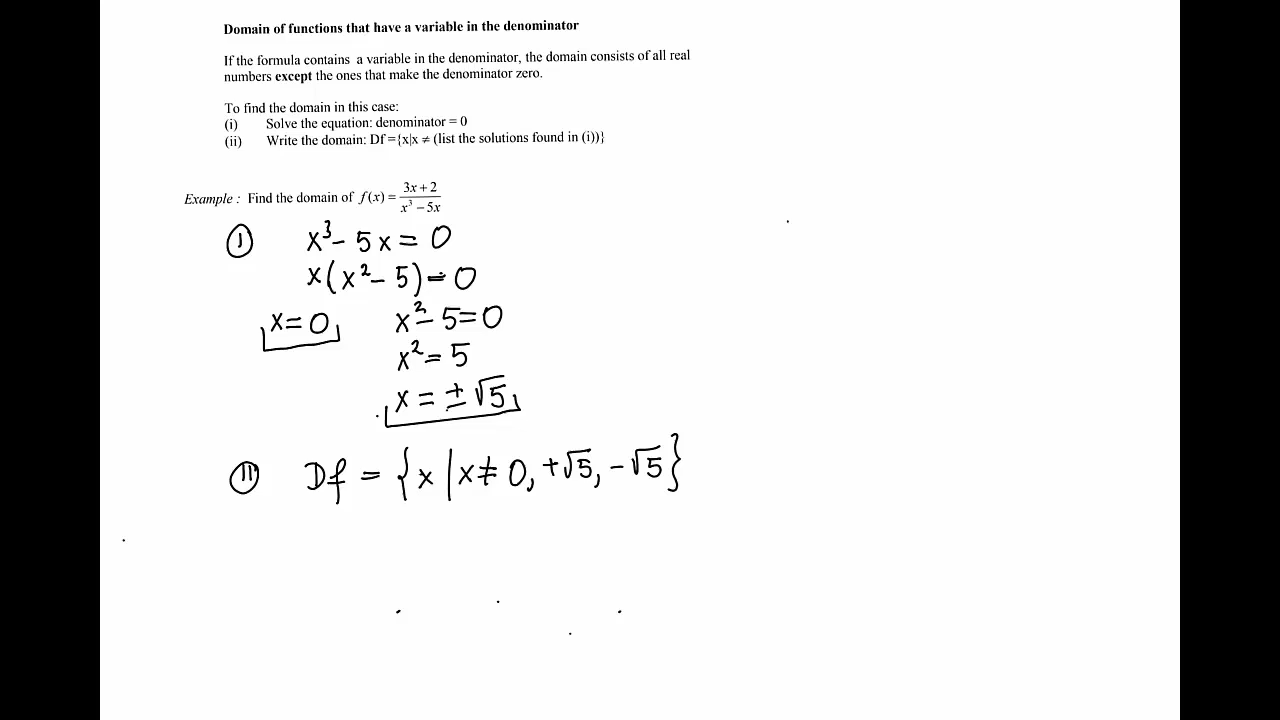 Domain of functions that have a variable in the denominator
If the formula contains a variable in the denominator, the domain consists of all real
numbers except the ones that make the denominator zero.
To find the domain in this case:
(i) Solve the equation: denominator = 0
(ii) Write the domain: Df ={x|x ≠ (list the solutions found in (i))}
Example : Find the domain of f(x) = (3x + 2)/(x³ − 5x)
① x³ − 5x = 0
x(x² − 5) = 0
x = 0 x² − 5 = 0
x² = 5
x = ±√5
⑪ Df = {x | x ≠ 0, +√5, −√5}